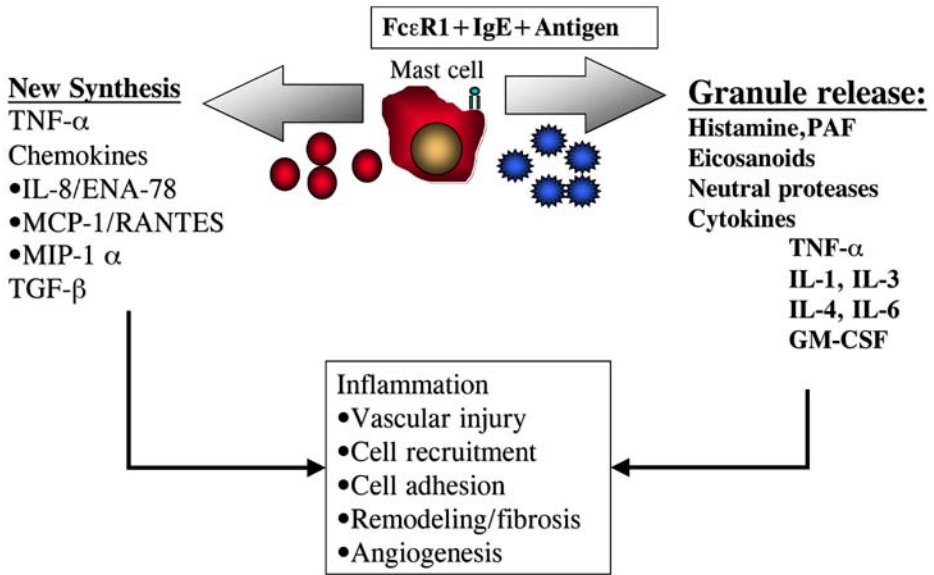 FcεR1+IgE+Antigen
Mast cell
New Synthesis
TNF-α
Chemokines
•IL-8/ENA-78
•MCP-1/RANTES
•MIP-1 α
TGF-β
Granule release:
Histamine,PAF
Eicosanoids
Neutral proteases
Cytokines
TNF-α
IL-1, IL-3
IL-4, IL-6
GM-CSF
Inflammation
•Vascular injury
•Cell recruitment
•Cell adhesion
•Remodeling/fibrosis
•Angiogenesis